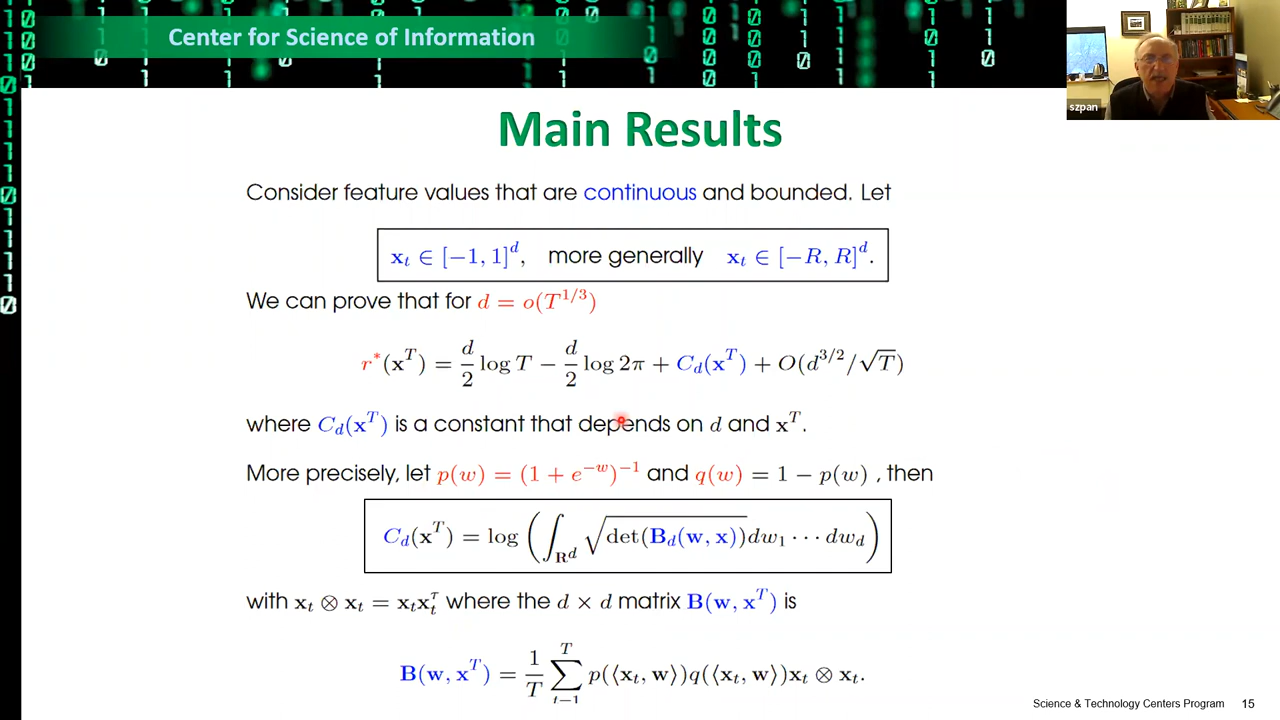 Center for Science of Information
szpan
Main Results
Consider feature values that are continuous and bounded. Let
x_t ∈ [−1, 1]^d, more generally x_t ∈ [−R, R]^d.
We can prove that for d = o(T^{1/3})
r*(x^T) = d/2 log T − d/2 log 2π + C_d(x^T) + O(d^{3/2}/√T)
where C_d(x^T) is a constant that depends on d and x^T.
More precisely, let p(w) = (1 + e^{−w})^{−1} and q(w) = 1 − p(w) , then
C_d(x^T) = log ( ∫_{R^d} √det(B_d(w, x)) dw_1 ⋯ dw_d )
with x_t ⊗ x_t = x_t x_t^τ where the d × d matrix B(w, x^T) is
B(w, x^T) = 1/T ∑_{t=1}^{T} p(⟨x_t, w⟩)q(⟨x_t, w⟩)x_t ⊗ x_t.
Science & Technology Centers Program 15